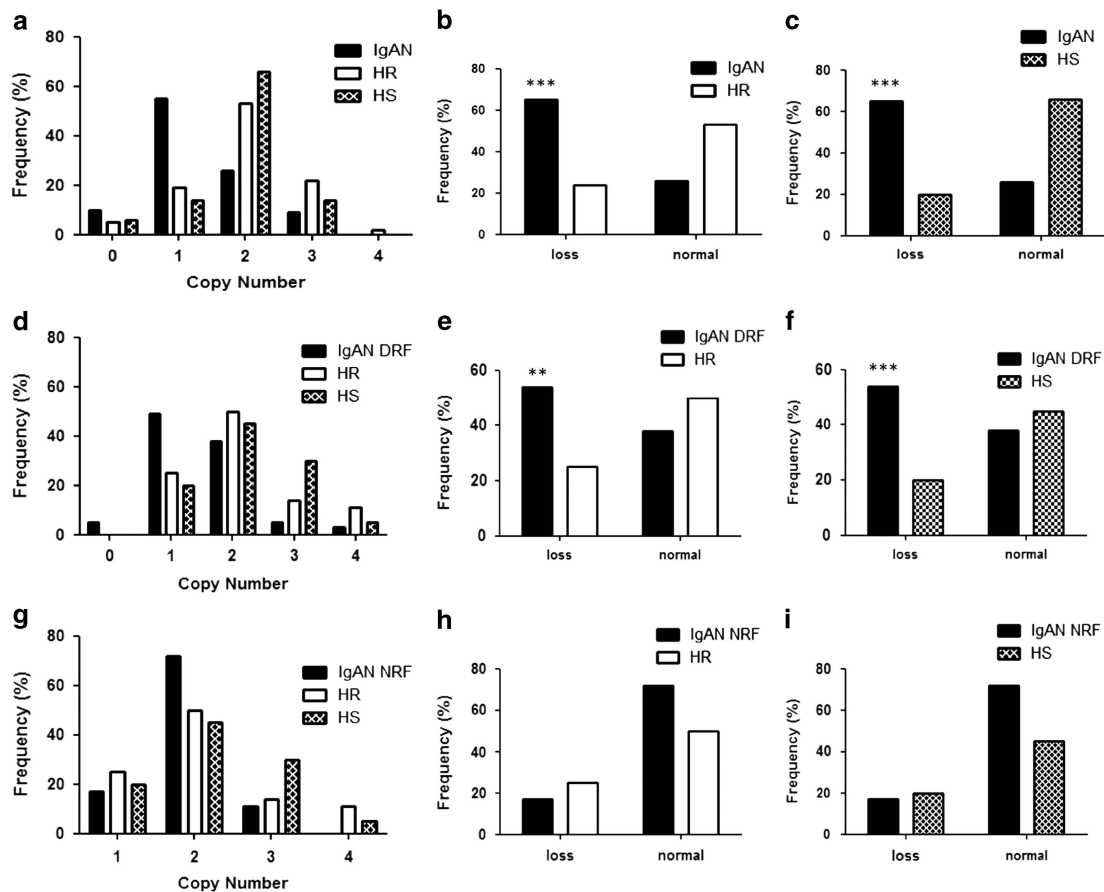 a
80
60
40
20
0
Frequency (%)
IgAN
HR
HS
0 1 2 3 4
Copy Number
b
80
60
40
20
0
Frequency (%)
***
IgAN
HR
loss normal
c
80
60
40
20
0
Frequency (%)
***
IgAN
HS
loss normal
d
80
60
40
20
0
Frequency (%)
IgAN DRF
HR
HS
0 1 2 3 4
Copy Number
e
60
40
20
0
Frequency (%)
**
IgAN DRF
HR
loss normal
f
60
40
20
0
Frequency (%)
***
IgAN DRF
HS
loss normal
g
80
60
40
20
0
Frequency (%)
IgAN NRF
HR
HS
1 2 3 4
Copy Number
h
80
60
40
20
0
Frequency (%)
IgAN NRF
HR
loss normal
i
80
60
40
20
0
Frequency (%)
IgAN NRF
HS
loss normal